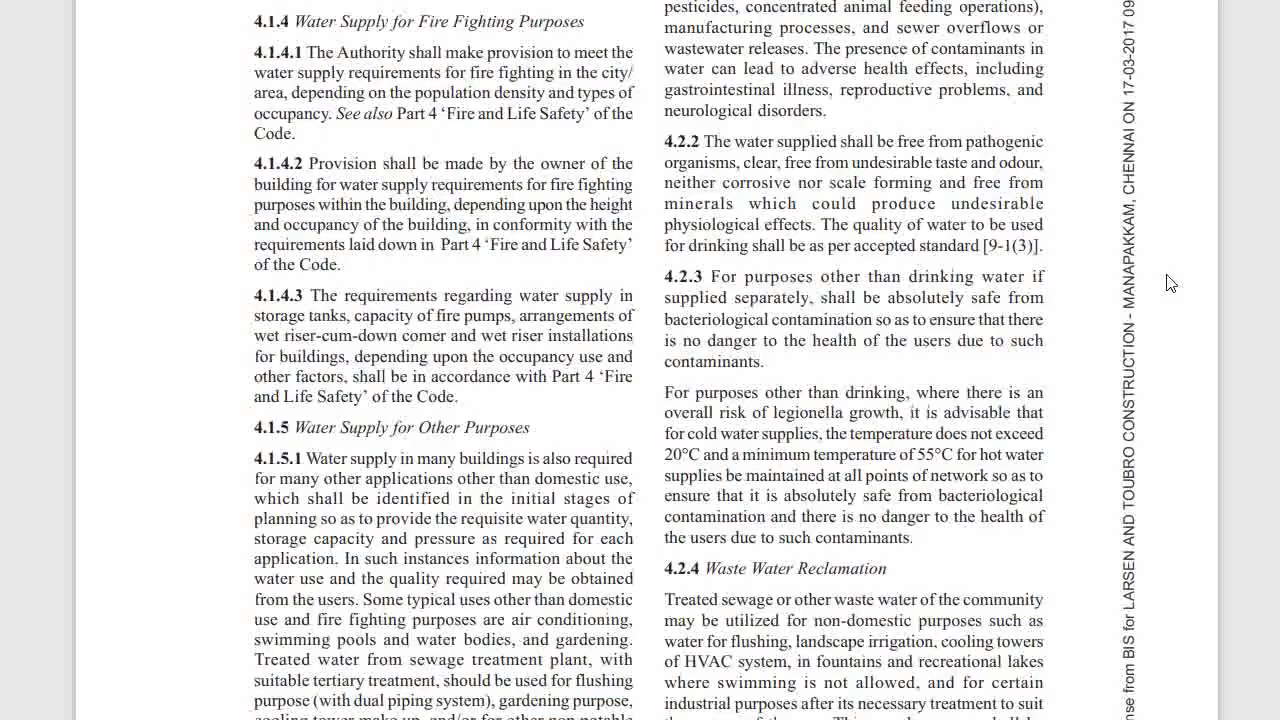 4.1.4 Water Supply for Fire Fighting Purposes
4.1.4.1 The Authority shall make provision to meet the
water supply requirements for fire fighting in the city/
area, depending on the population density and types of
occupancy. See also Part 4 ‘Fire and Life Safety’ of the
Code.
4.1.4.2 Provision shall be made by the owner of the
building for water supply requirements for fire fighting
purposes within the building, depending upon the height
and occupancy of the building, in conformity with the
requirements laid down in Part 4 ‘Fire and Life Safety’
of the Code.
4.1.4.3 The requirements regarding water supply in
storage tanks, capacity of fire pumps, arrangements of
wet riser-cum-down comer and wet riser installations
for buildings, depending upon the occupancy use and
other factors, shall be in accordance with Part 4 ‘Fire
and Life Safety’ of the Code.
4.1.5 Water Supply for Other Purposes
4.1.5.1 Water supply in many buildings is also required
for many other applications other than domestic use,
which shall be identified in the initial stages of
planning so as to provide the requisite water quantity,
storage capacity and pressure as required for each
application. In such instances information about the
water use and the quality required may be obtained
from the users. Some typical uses other than domestic
use and fire fighting purposes are air conditioning,
swimming pools and water bodies, and gardening.
Treated water from sewage treatment plant, with
suitable tertiary treatment, should be used for flushing
purpose (with dual piping system), gardening purpose,
cooling tower make up, and/or for other non potable
pesticides, concentrated animal feeding operations),
manufacturing processes, and sewer overflows or
wastewater releases. The presence of contaminants in
water can lead to adverse health effects, including
gastrointestinal illness, reproductive problems, and
neurological disorders.
4.2.2 The water supplied shall be free from pathogenic
organisms, clear, free from undesirable taste and odour,
neither corrosive nor scale forming and free from
minerals which could produce undesirable
physiological effects. The quality of water to be used
for drinking shall be as per accepted standard [9-1(3)].
4.2.3 For purposes other than drinking water if
supplied separately, shall be absolutely safe from
bacteriological contamination so as to ensure that there
is no danger to the health of the users due to such
contaminants.
For purposes other than drinking, where there is an
overall risk of legionella growth, it is advisable that
for cold water supplies, the temperature does not exceed
20°C and a minimum temperature of 55°C for hot water
supplies be maintained at all points of network so as to
ensure that it is absolutely safe from bacteriological
contamination and there is no danger to the health of
the users due to such contaminants.
4.2.4 Waste Water Reclamation
Treated sewage or other waste water of the community
may be utilized for non-domestic purposes such as
water for flushing, landscape irrigation, cooling towers
of HVAC system, in fountains and recreational lakes
where swimming is not allowed, and for certain
industrial purposes after its necessary treatment to suit
nse from BIS for LARSEN AND TOUBRO CONSTRUCTION - MANAPAKKAM, CHENNAI ON 17-03-2017 09